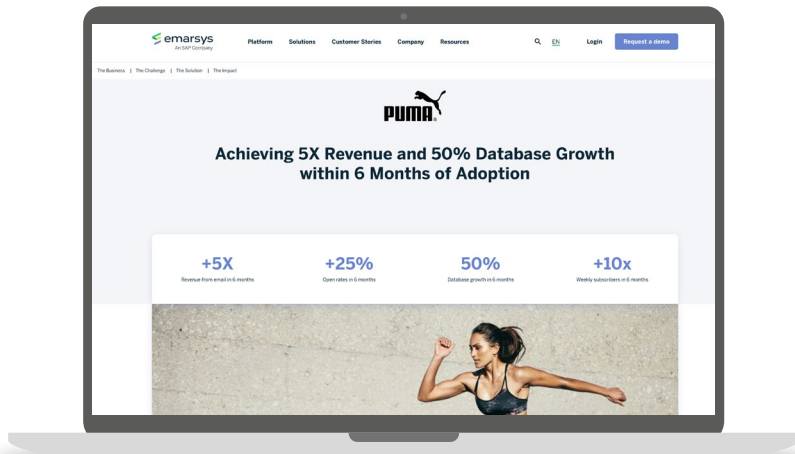 emarsys
An SAP Company
Platform Solutions Customer Stories Company Resources
EN Login Request a demo
The Business | The Challenge | The Solution | The Impact
PUMA
Achieving 5X Revenue and 50% Database Growth
within 6 Months of Adoption
+5X +25% 50% +10x
Revenue from email in 6 months Open rates in 6 months Database growth in 6 months Weekly subscribers in 6 months